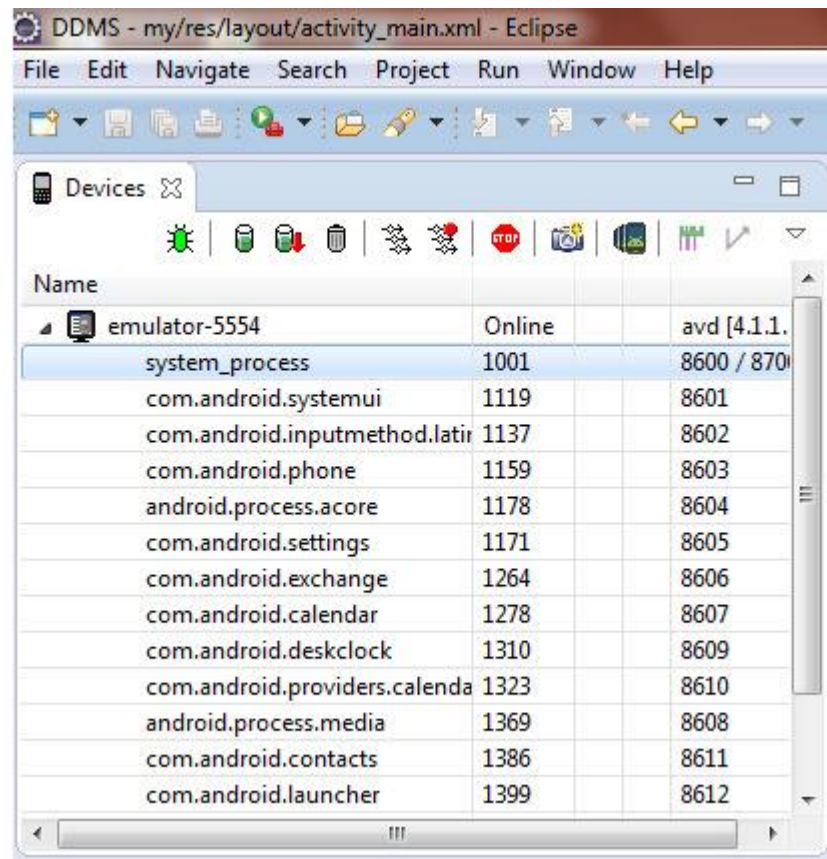 DDMS - my/res/layout/activity_main.xml - Eclipse
File Edit Navigate Search Project Run Window Help
Devices
STOP
Name
emulator-5554 Online avd [4.1.1.
system_process 1001 8600 / 870
com.android.systemui 1119 8601
com.android.inputmethod.latin 1137 8602
com.android.phone 1159 8603
android.process.acore 1178 8604
com.android.settings 1171 8605
com.android.exchange 1264 8606
com.android.calendar 1278 8607
com.android.deskclock 1310 8609
com.android.providers.calenda 1323 8610
android.process.media 1369 8608
com.android.contacts 1386 8611
com.android.launcher 1399 8612